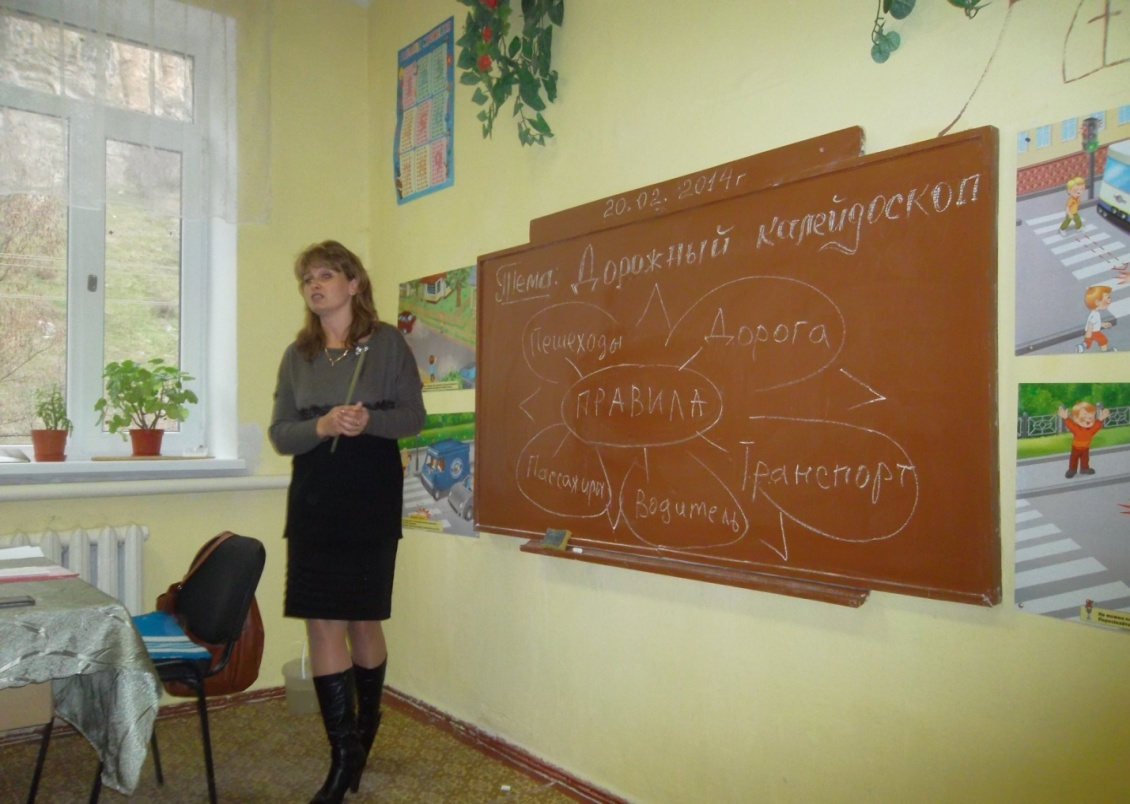 20.02.2014г
Тема: Дорожный калейдоскоп
Пешеходы
Дорога
ПРАВИЛА
Пассажиры
Водитель
Транспорт